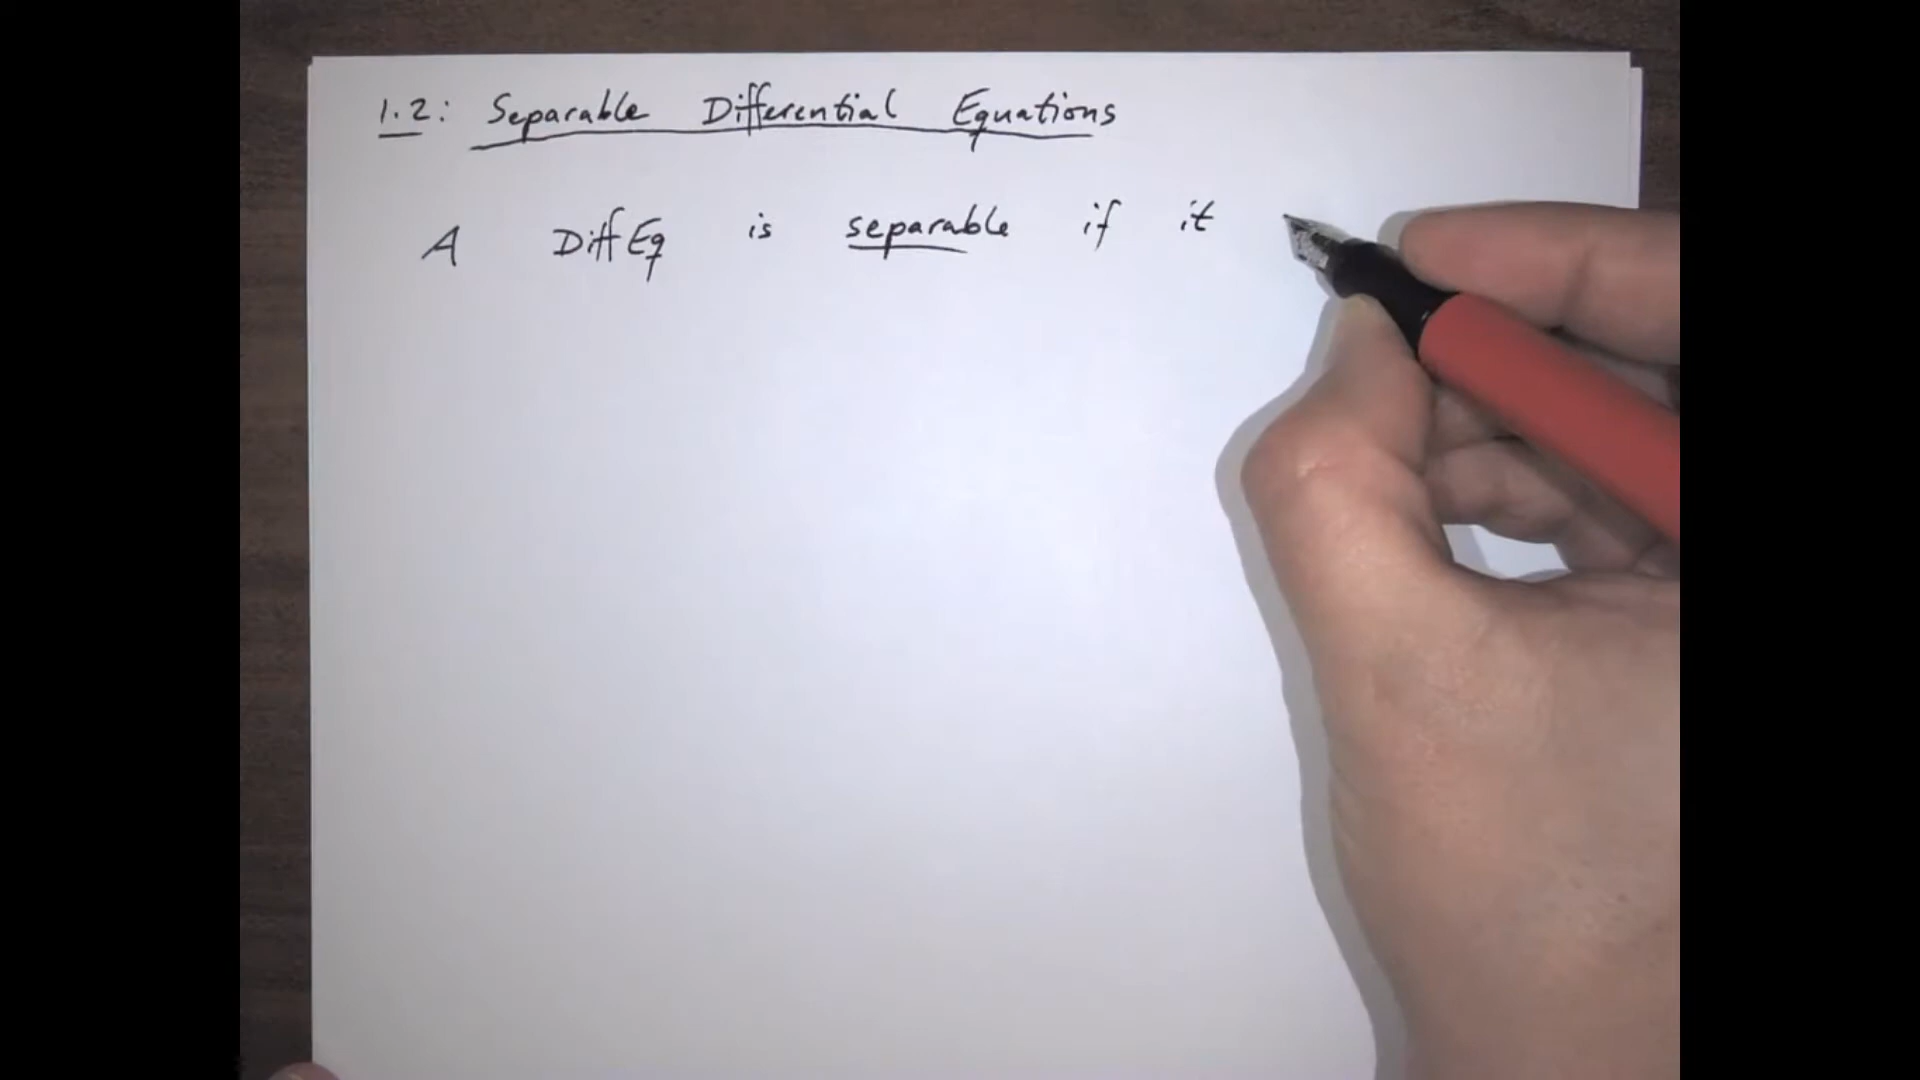 1.2: Separable Differential Equations
A DiffEq is separable if it